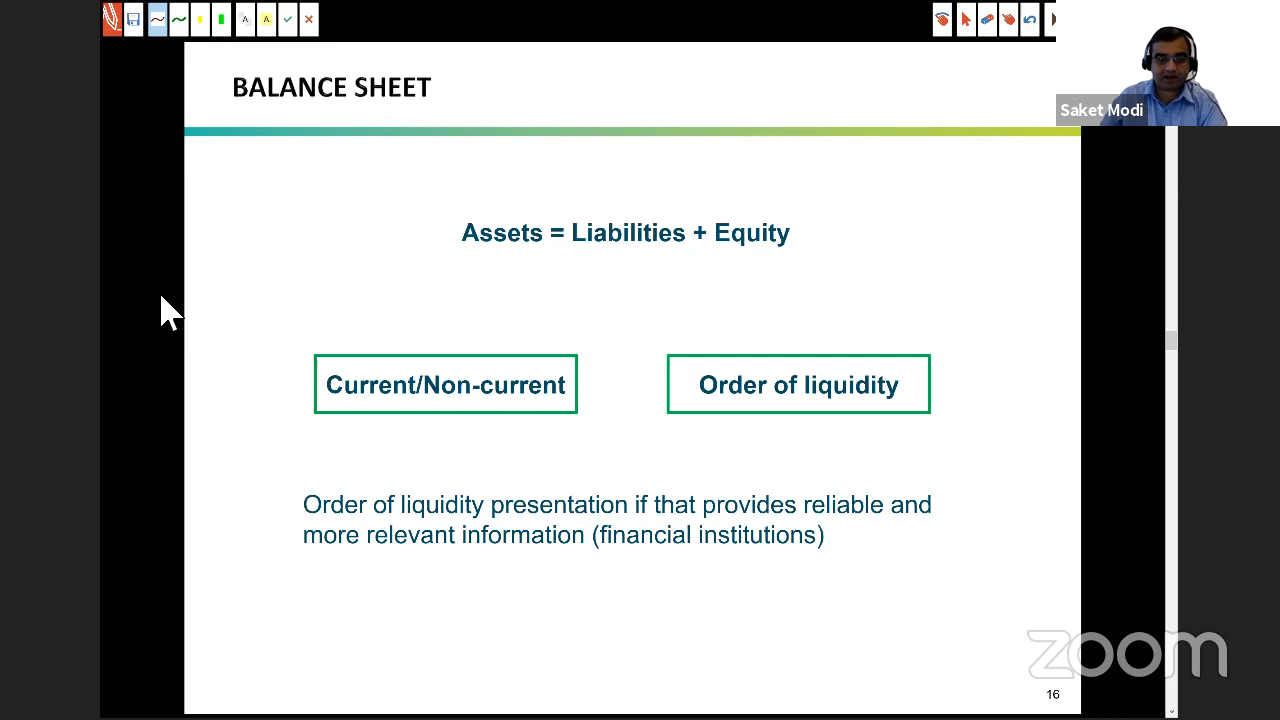 A A
Saket Modi
BALANCE SHEET
Assets = Liabilities + Equity
Current/Non-current
Order of liquidity
Order of liquidity presentation if that provides reliable and
more relevant information (financial institutions)
zoom
16